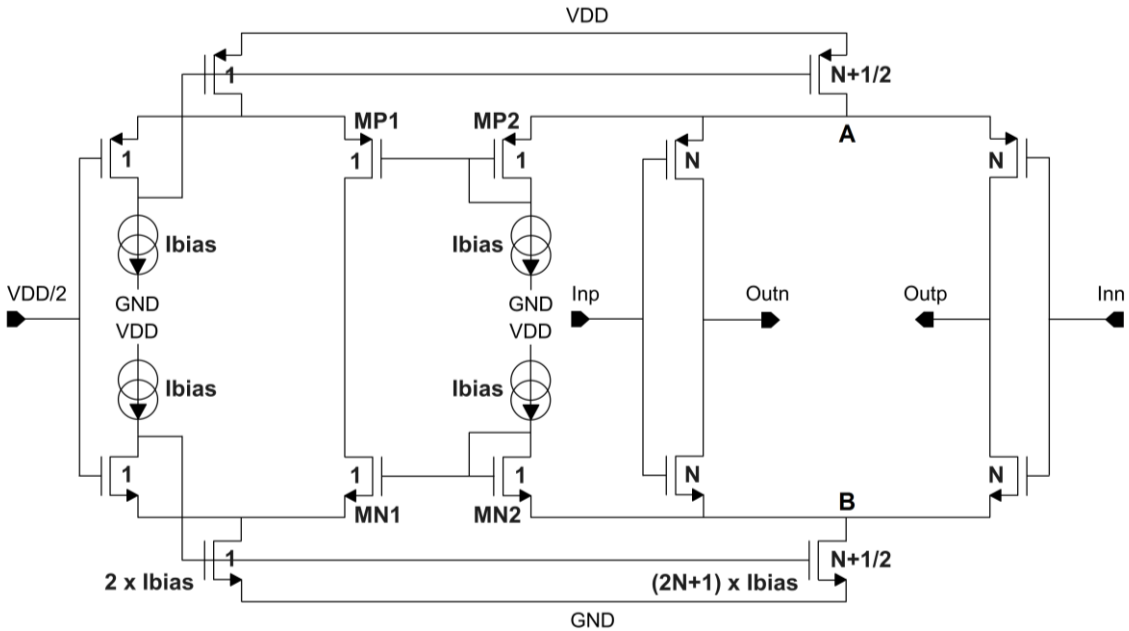 VDD
1
N+1/2
MP1
MP2
A
1
1
1
N
N
Ibias
Ibias
VDD/2
GND
GND
Inp
Outn
Outp
Inn
VDD
VDD
Ibias
Ibias
1
1
1
N
N
MN1
MN2
B
1
N+1/2
2 x Ibias
(2N+1) x Ibias
GND